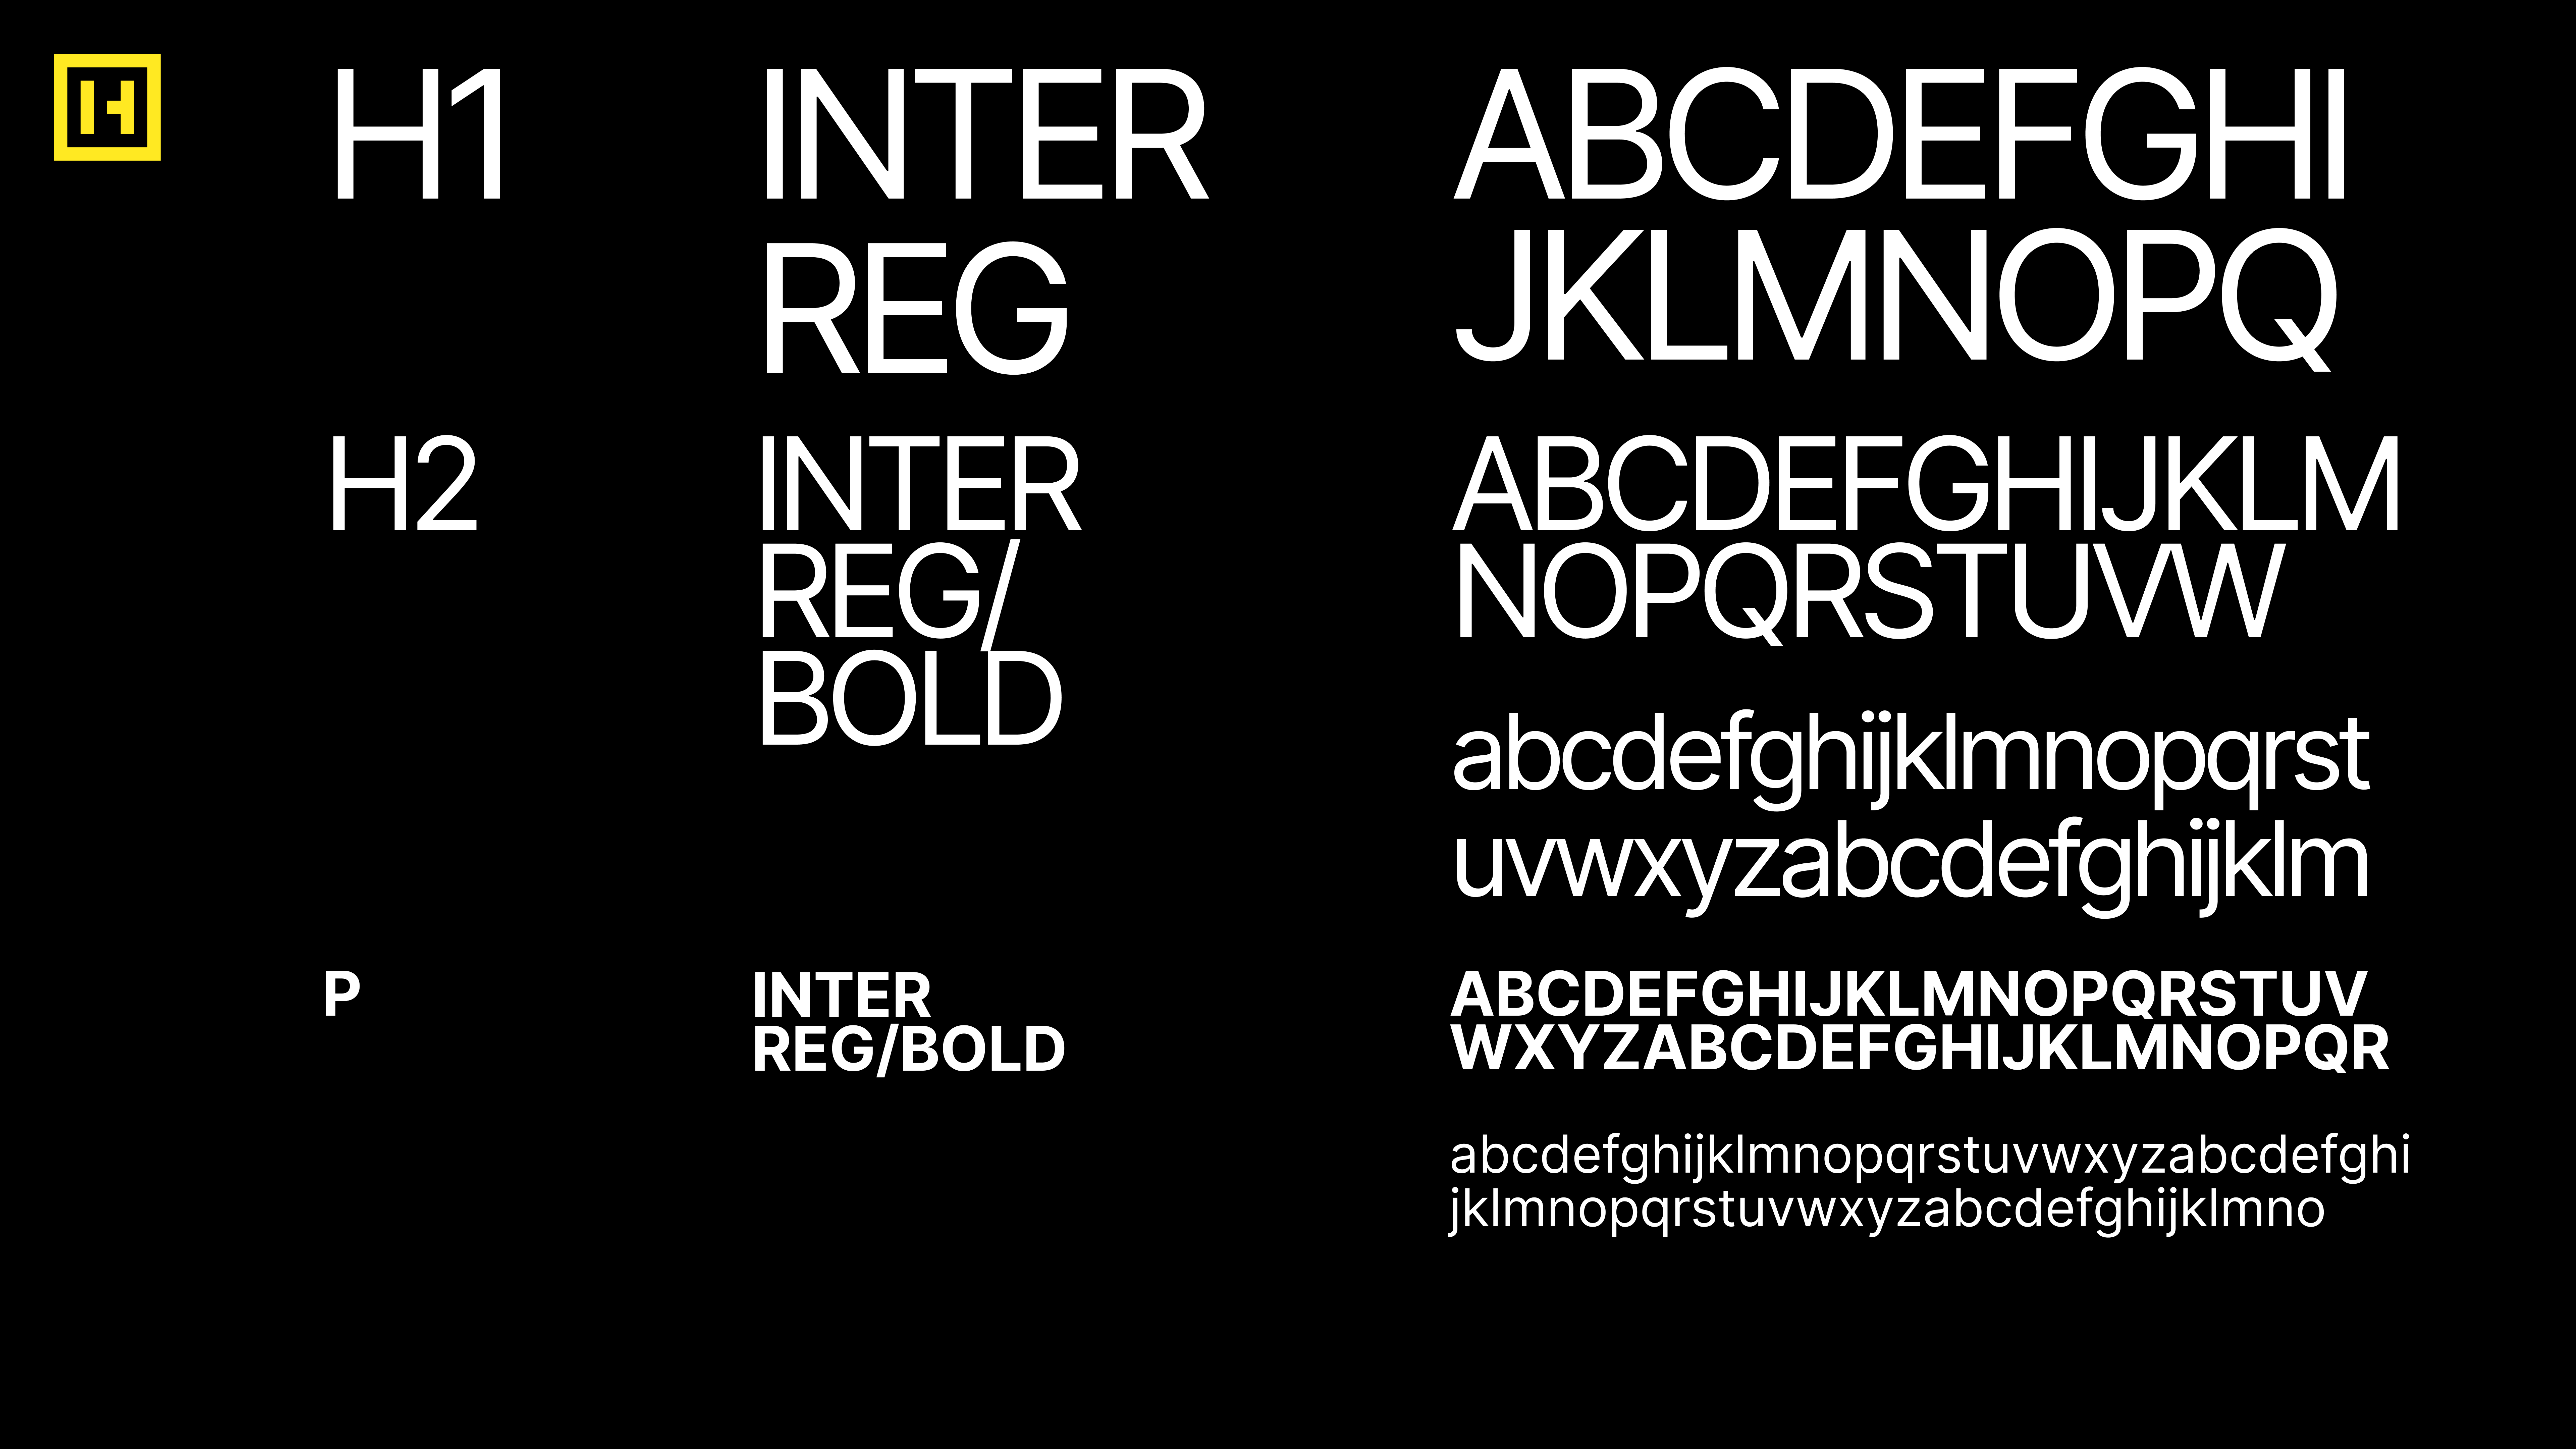 H
H1
INTER
REG
ABCDEFGHI
JKLMNOPQ
H2
INTER
REG/
BOLD
ABCDEFGHIJKLM
NOPQRSTUVW
abcdefghijklmnopqrst
uvwxyzabcdefghijklm
P
INTER
REG/BOLD
ABCDEFGHIJKLMNOPQRSTUV
WXYZABCDEFGHIJKLMNOPQR
abcdefghijklmnopqrstuvwxyzabcdefghi
jklmnopqrstuvwxyzabcdefghijklmno